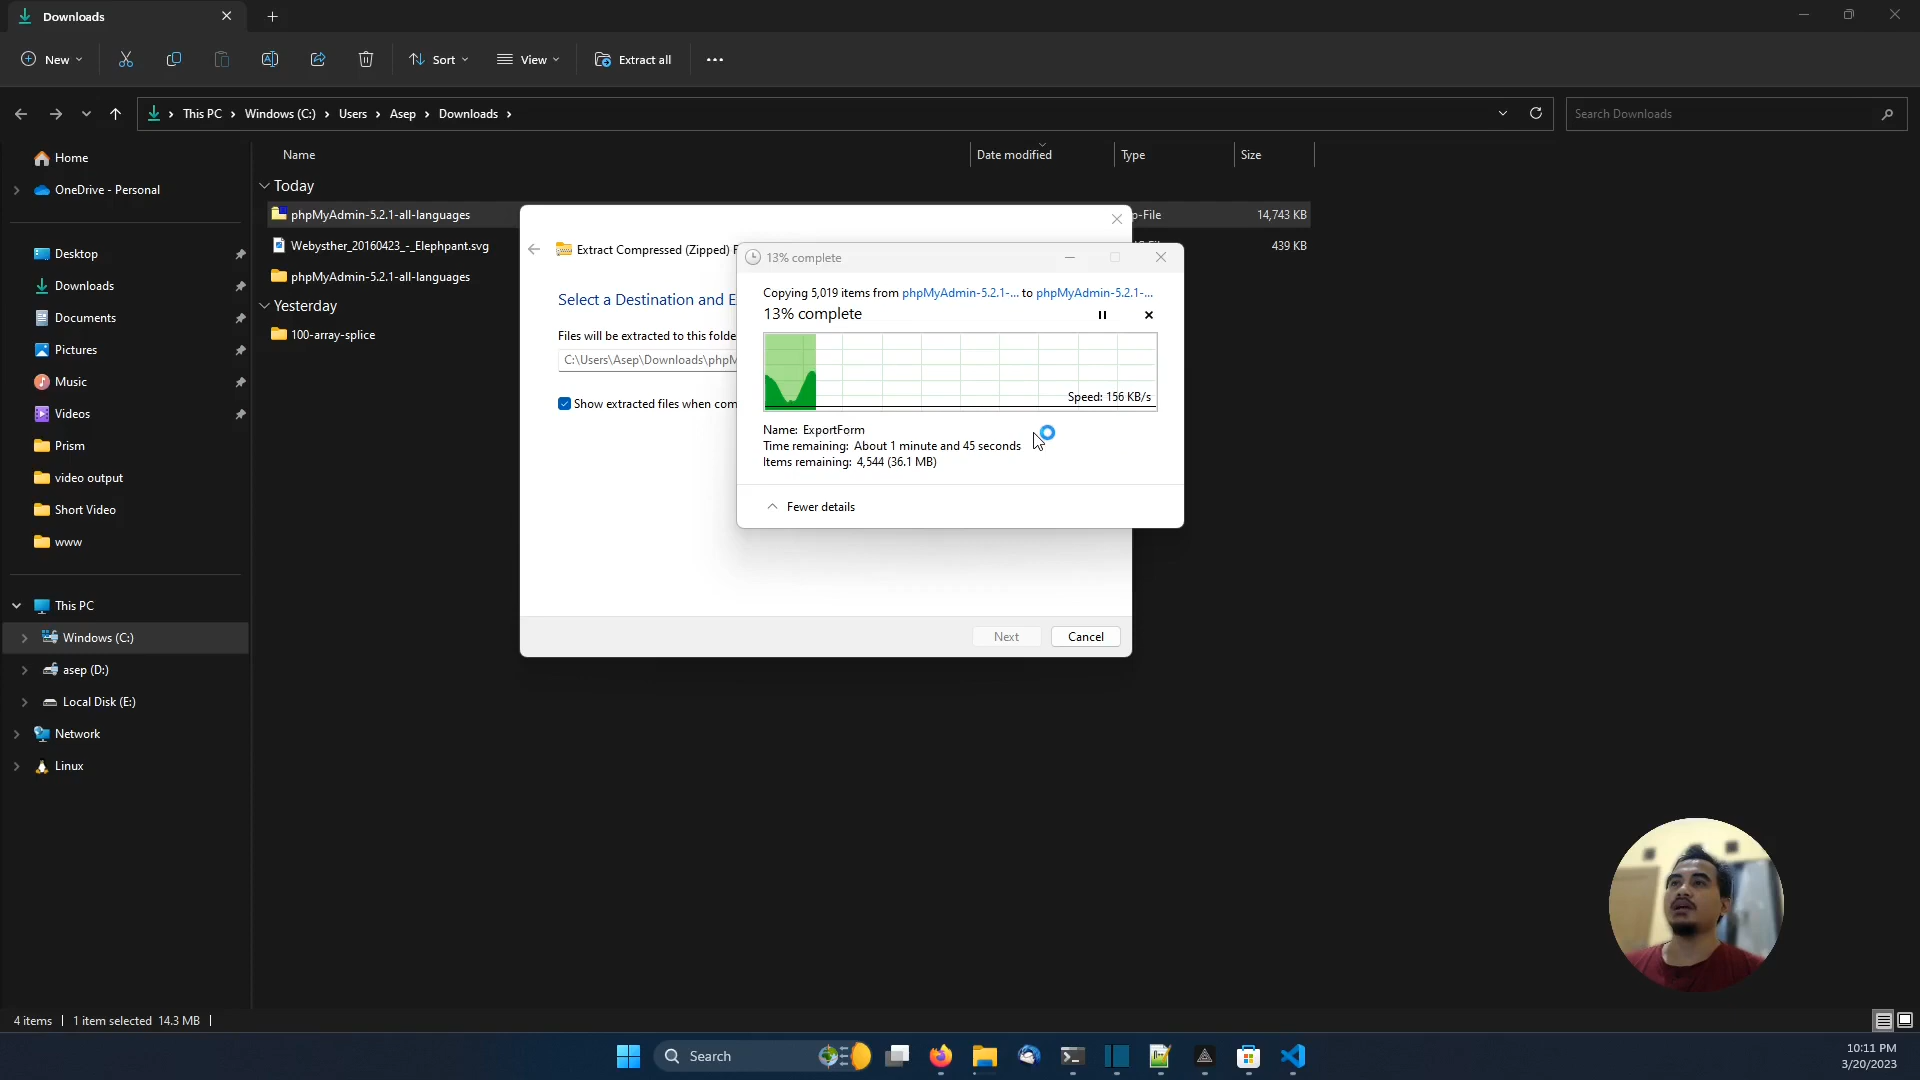 Downloads
New
Sort
View
Extract all
This PC
Windows (C:)
Users
Asep
Downloads
Search Downloads
Name
Date modified
Type
Size
Home
OneDrive - Personal
Desktop
Downloads
Documents
Pictures
Music
Videos
Prism
video output
Short Video
www
This PC
Windows (C:)
asep (D:)
Local Disk (E:)
Network
Linux
Today
phpMyAdmin-5.2.1-all-languages
p-File
14,743 KB
Webysther_20160423_-_Elephpant.svg
439 KB
phpMyAdmin-5.2.1-all-languages
Yesterday
100-array-splice
Extract Compressed (Zipped) F
Select a Destination and E
Files will be extracted to this folde
C:\Users\Asep\Downloads\phpM
Show extracted files when com
Next
Cancel
13% complete
Copying 5,019 items from phpMyAdmin-5.2.1-... to phpMyAdmin-5.2.1-...
13% complete
Speed: 156 KB/s
Name: ExportForm
Time remaining: About 1 minute and 45 seconds
Items remaining: 4,544 (36.1 MB)
Fewer details
4 items
1 item selected 14.3 MB
Search
10:11 PM
3/20/2023